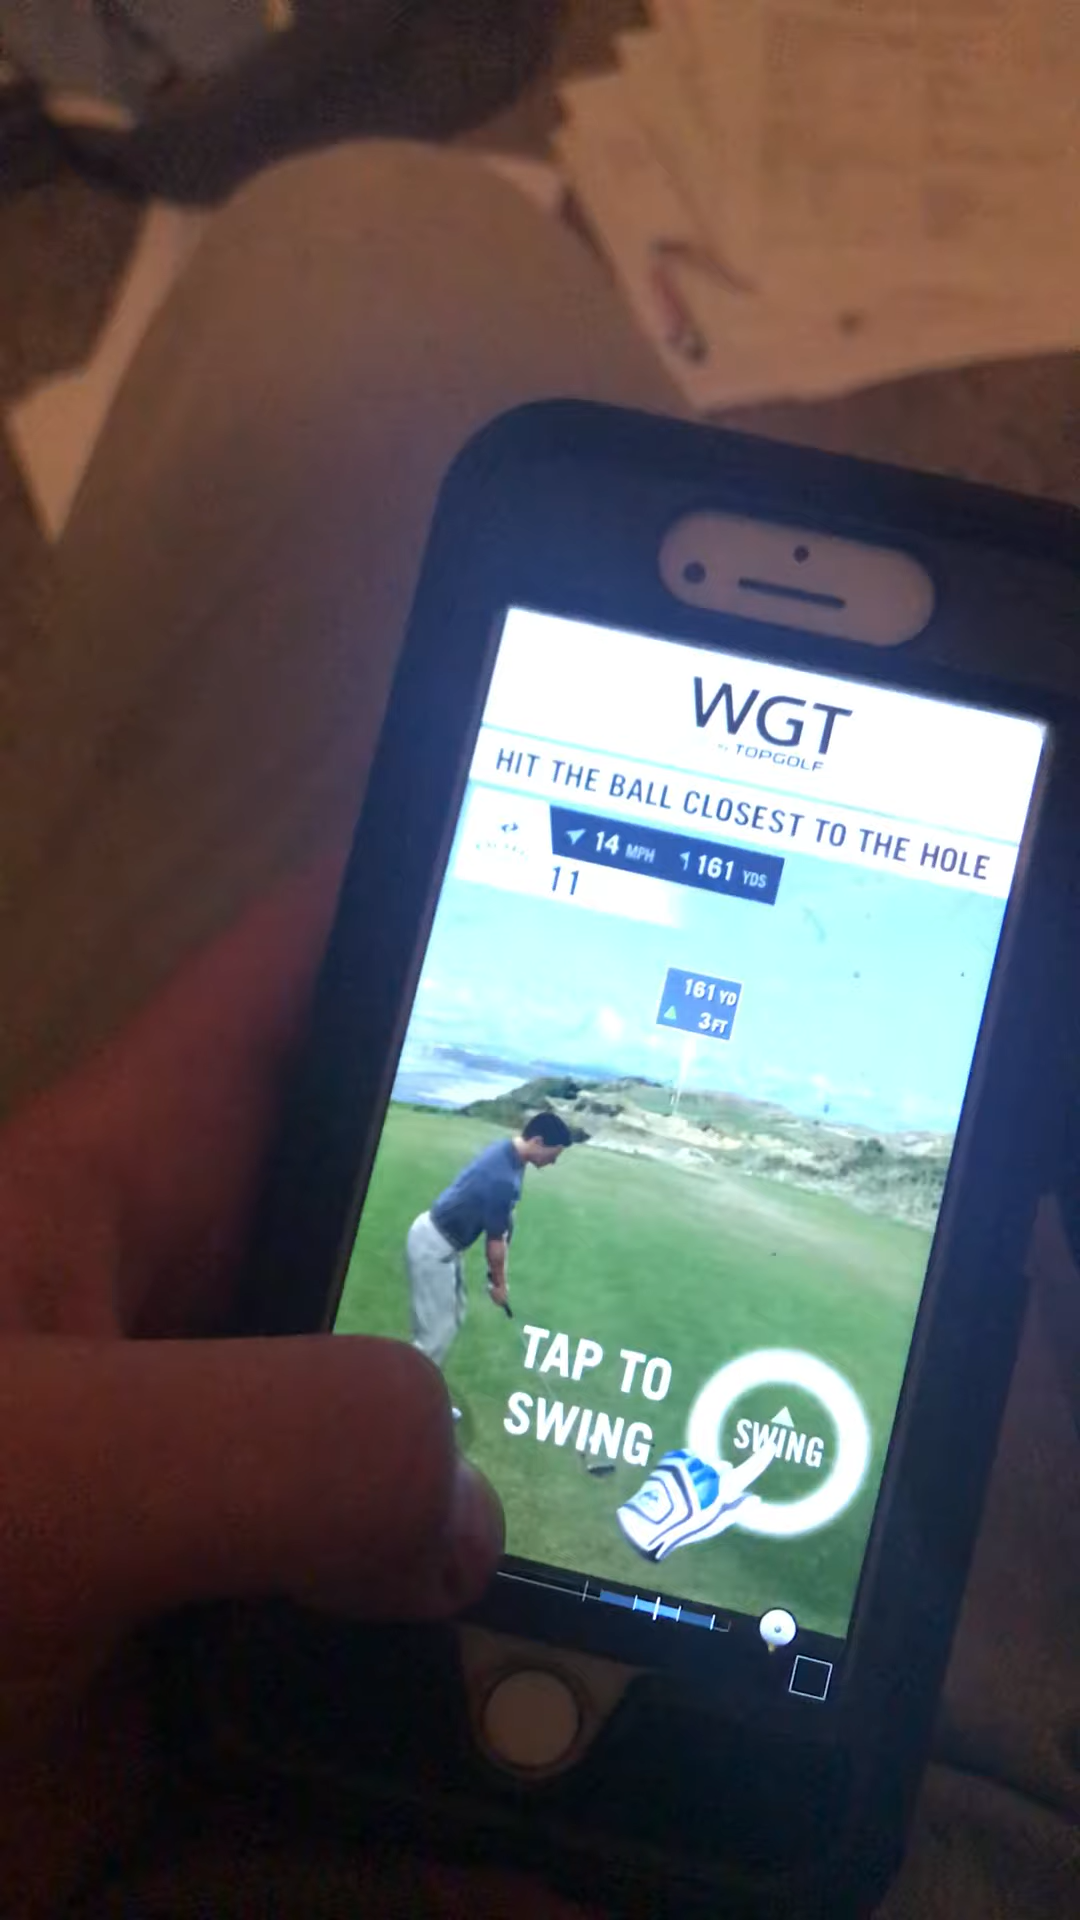 WGT
BY TOPGOLF
HIT THE BALL CLOSEST TO THE HOLE
14 MPH 161 YDS
11
161 YD
3 FT
TAP TO
SWING
SWING